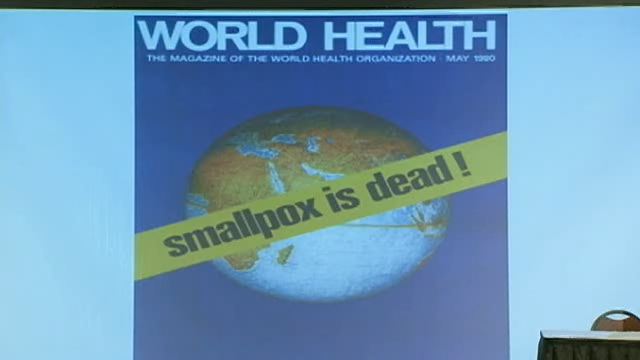 WORLD HEALTH
THE MAGAZINE OF THE WORLD HEALTH ORGANIZATION · MAY 1980
smallpox is dead!